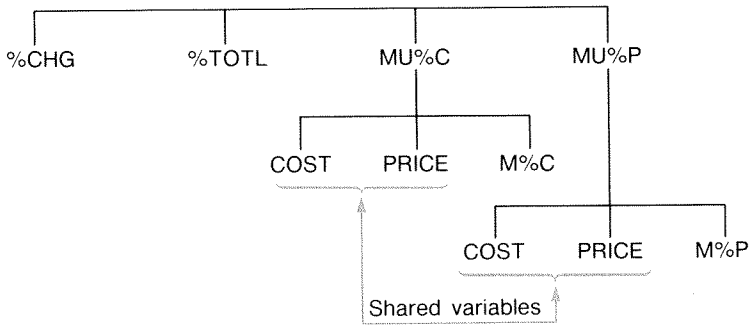 %CHG %TOTL MU%C MU%P
COST PRICE M%C
COST PRICE M%P
Shared variables